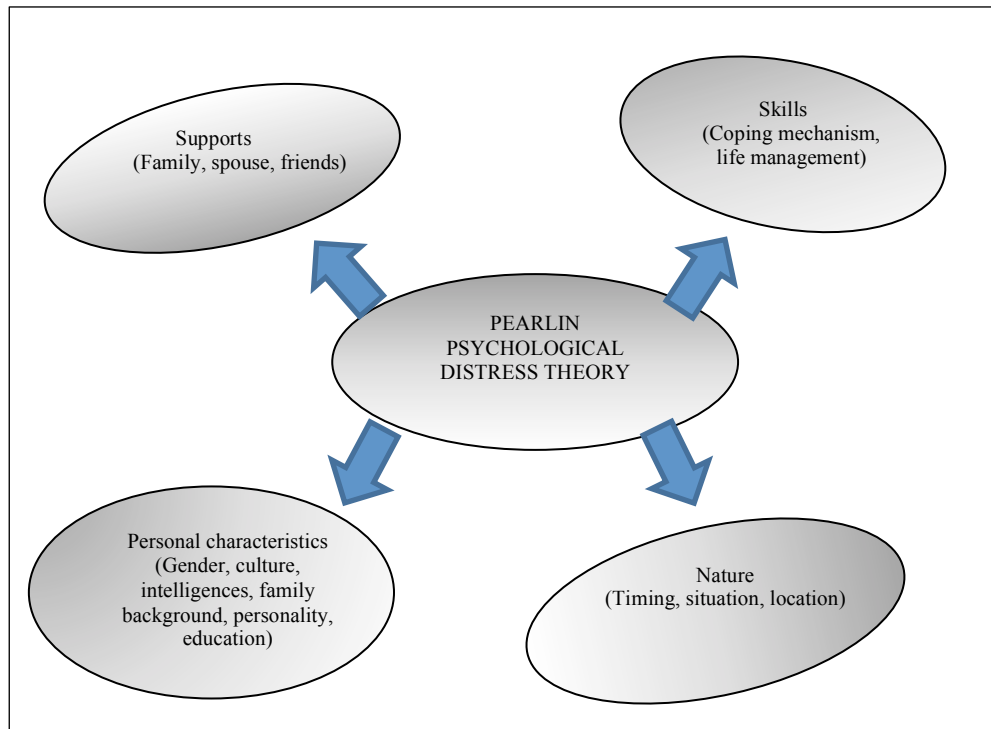 Supports
(Family, spouse, friends)
Skills
(Coping mechanism,
life management)
PEARLIN
PSYCHOLOGICAL
DISTRESS THEORY
Personal characteristics
(Gender, culture,
intelligences, family
background, personality,
education)
Nature
(Timing, situation, location)